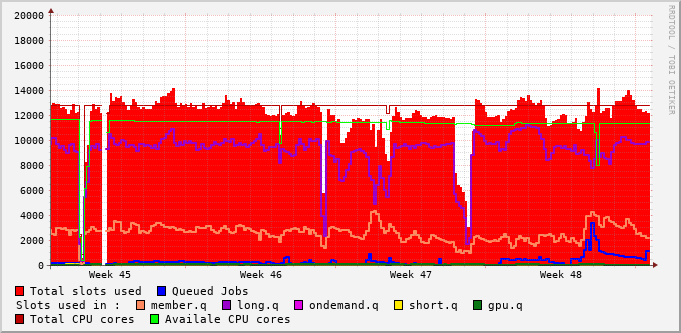 20000
18000
16000
14000
12000
10000
8000
6000
4000
2000
0
Week 45 Week 46 Week 47 Week 48
RRDTOOL / TOBI OETIKER
Total slots used Queued Jobs
Slots used in : member.q long.q ondemand.q short.q gpu.q
Total CPU cores Availale CPU cores